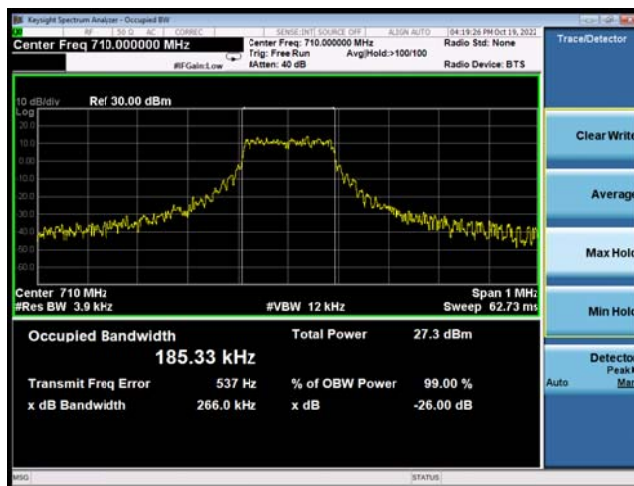 Keysight Spectrum Analyzer - Occupied BW
RF 50 Ω AC CORREC SENSE:INT SOURCE OFF ALIGN AUTO 04:19:26 PM Oct 19, 2022
Center Freq 710.000000 MHz
Center Freq: 710.000000 MHz
Radio Std: None
Trig: Free Run Avg|Hold:>100/100
#IFGain:Low #Atten: 40 dB Radio Device: BTS
Trace/Detector
10 dB/div Ref 30.00 dBm
Log
20.0
10.0
0.00
10.0
20.0
30.0
40.0
50.0
60.0
Center 710 MHz Span 1 MHz
#Res BW 3.9 kHz #VBW 12 kHz Sweep 62.73 ms
Occupied Bandwidth Total Power 27.3 dBm
185.33 kHz
Transmit Freq Error 537 Hz % of OBW Power 99.00 %
x dB Bandwidth 266.0 kHz x dB -26.00 dB
Clear Write
Average
Max Hold
Min Hold
Detector
Peak
Auto Man
MSG STATUS